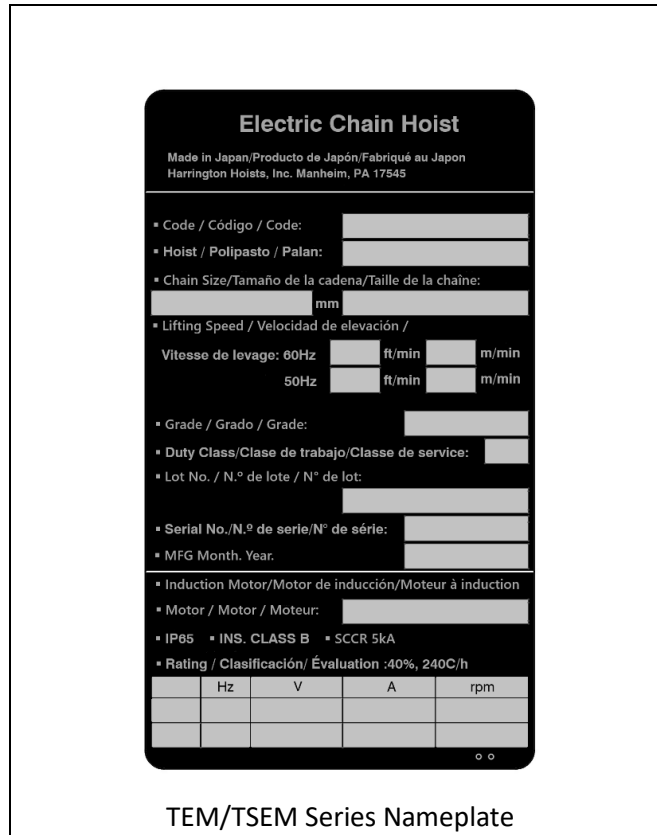 Electric Chain Hoist
Made in Japan/Producto de Japón/Fabriqué au Japon
Harrington Hoists, Inc. Manheim, PA 17545
▪ Code / Código / Code:
▪ Hoist / Polipasto / Palan:
▪ Chain Size/Tamaño de la cadena/Taille de la chaîne:
mm
▪ Lifting Speed / Velocidad de elevación /
Vitesse de levage: 60Hz ft/min m/min
50Hz ft/min m/min
▪ Grade / Grado / Grade:
▪ Duty Class/Clase de trabajo/Classe de service:
▪ Lot No. / N.º de lote / N° de lot:
▪ Serial No./N.º de serie/N° de série:
▪ MFG Month. Year.
▪ Induction Motor/Motor de inducción/Moteur à induction
▪ Motor / Motor / Moteur:
▪ IP65 ▪ INS. CLASS B ▪ SCCR 5kA
▪ Rating / Clasificación/ Évaluation :40%, 240C/h
Hz V A rpm
TEM/TSEM Series Nameplate